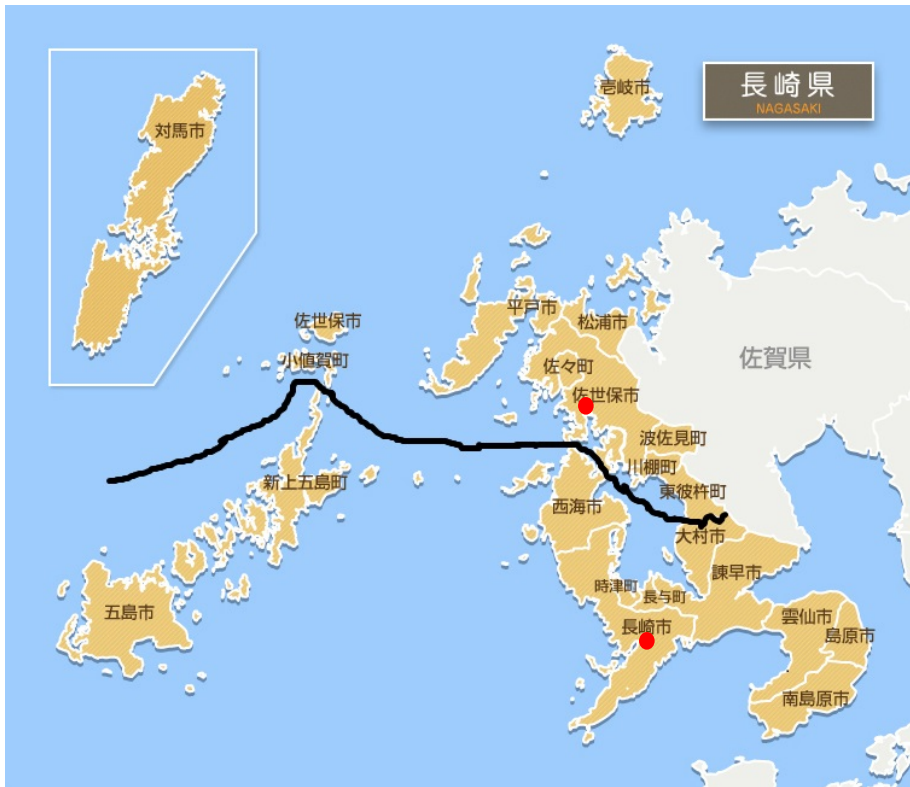 長崎県
NAGASAKI
壱岐市
対馬市
佐世保市
小値賀町
平戸市
松浦市
佐々町
佐賀県
佐世保市
波佐見町
川棚町
新上五島町
東彼杵町
西海市
大村市
諫早市
時津町
長与町
五島市
長崎市
雲仙市
島原市
南島原市